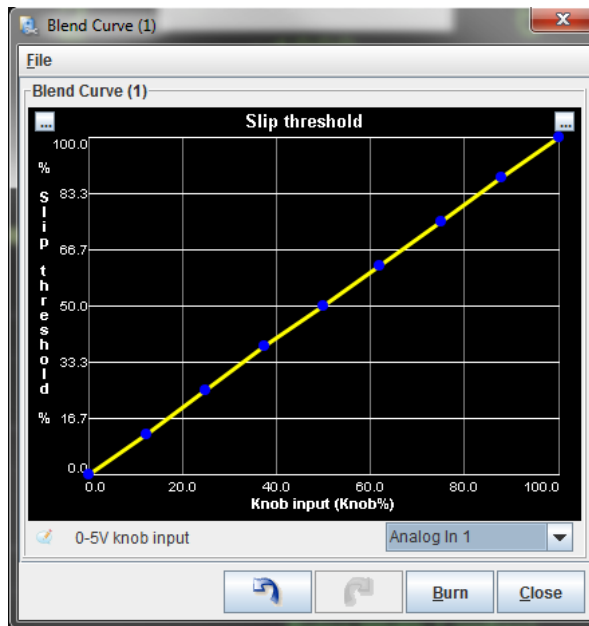 Blend Curve (1)
File
Blend Curve (1)
... Slip threshold ...
% Slip threshold %
100.0
83.3
66.7
50.0
33.3
16.7
0.0
0.0 20.0 40.0 60.0 80.0 100.0
Knob input (Knob%)
0-5V knob input Analog In 1
Burn Close